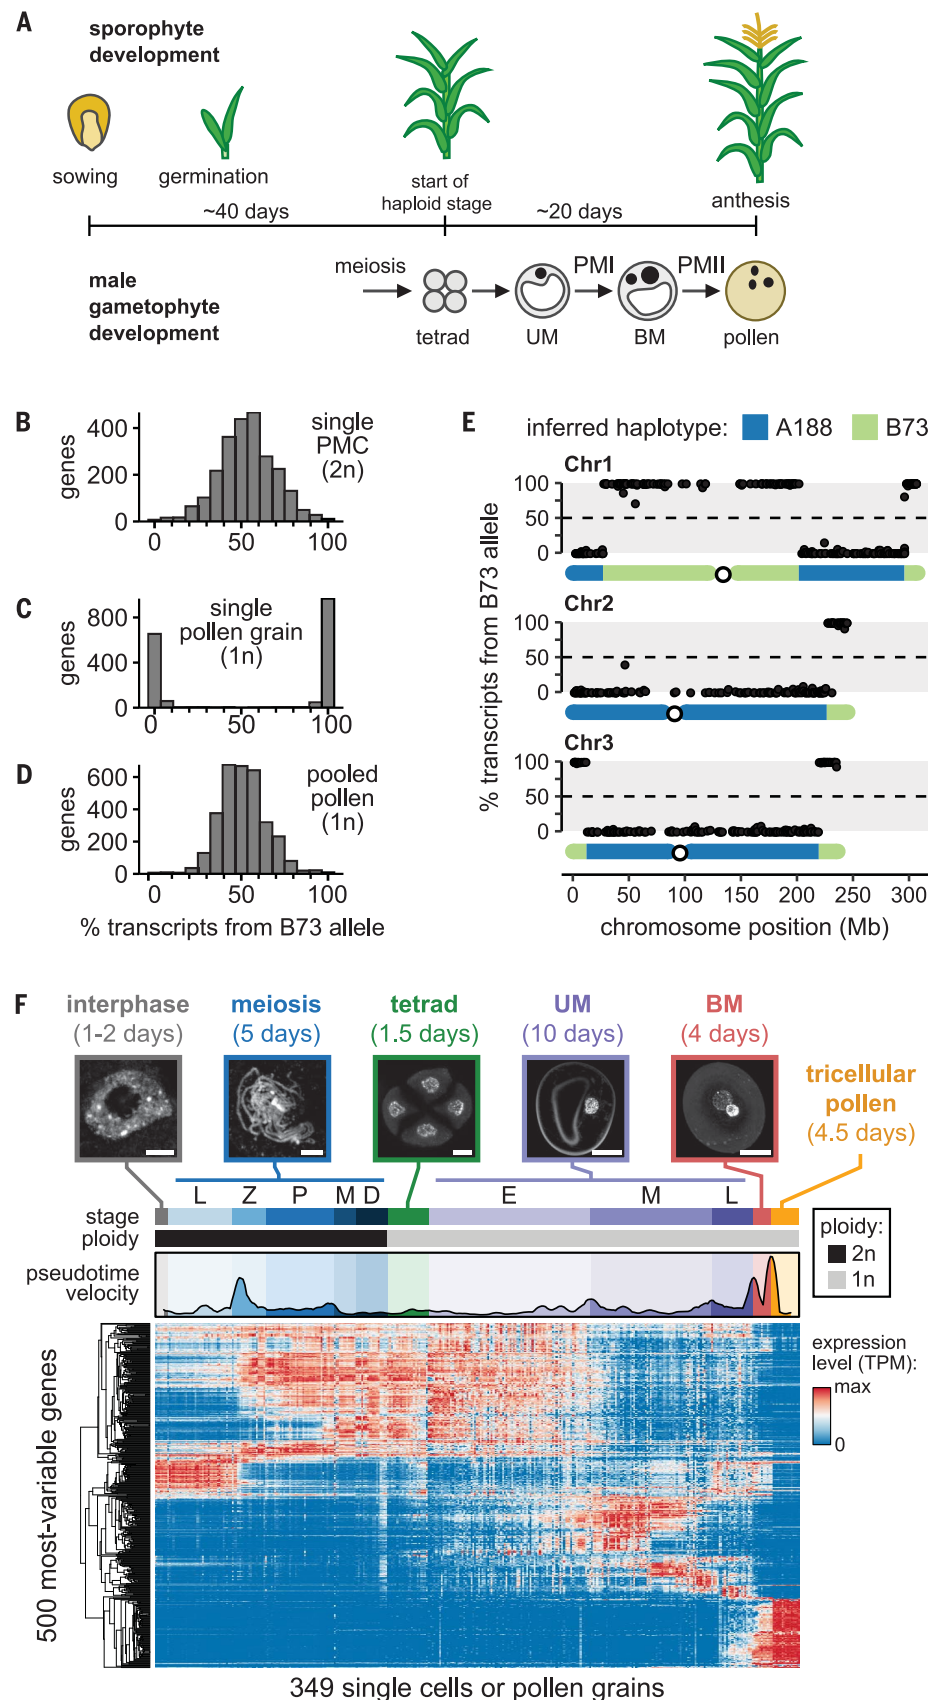 A
sporophyte
development
sowing
germination
start of
haploid stage
anthesis
~40 days
~20 days
male
gametophyte
development
meiosis
PMI
PMII
tetrad
UM
BM
pollen
B
genes
400
200
0
single
PMC
(2n)
0 50 100
C
genes
800
400
0
single
pollen grain
(1n)
0 50 100
D
genes
600
400
200
0
pooled
pollen
(1n)
0 50 100
% transcripts from B73 allele
E
inferred haplotype: A188 B73
% transcripts from B73 allele
Chr1
100
50
0
Chr2
100
50
0
Chr3
100
50
0
0 50 100 150 200 250 300
chromosome position (Mb)
F
interphase
(1-2 days)
meiosis
(5 days)
tetrad
(1.5 days)
UM
(10 days)
BM
(4 days)
tricellular
pollen
(4.5 days)
L Z P M D E M L
stage
ploidy
ploidy:
2n
1n
pseudotime
velocity
expression
level (TPM):
max
0
500 most-variable genes
349 single cells or pollen grains